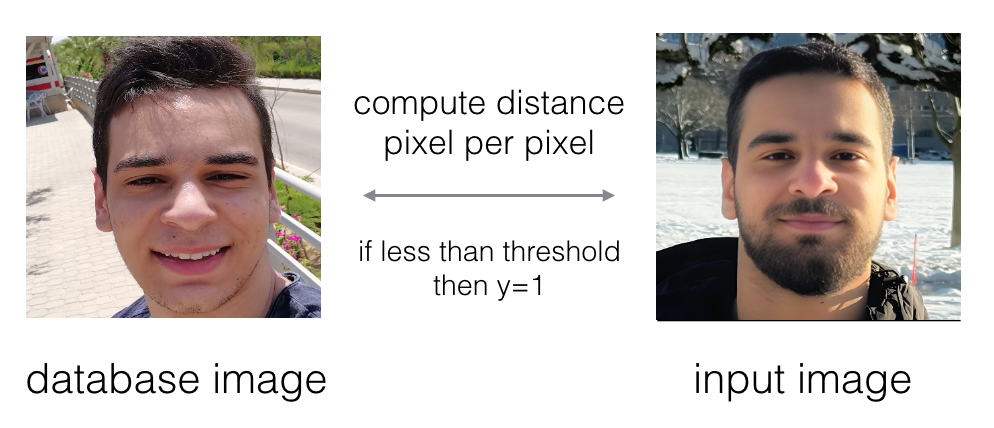 compute distance
pixel per pixel
if less than threshold
then y=1
database image
input image